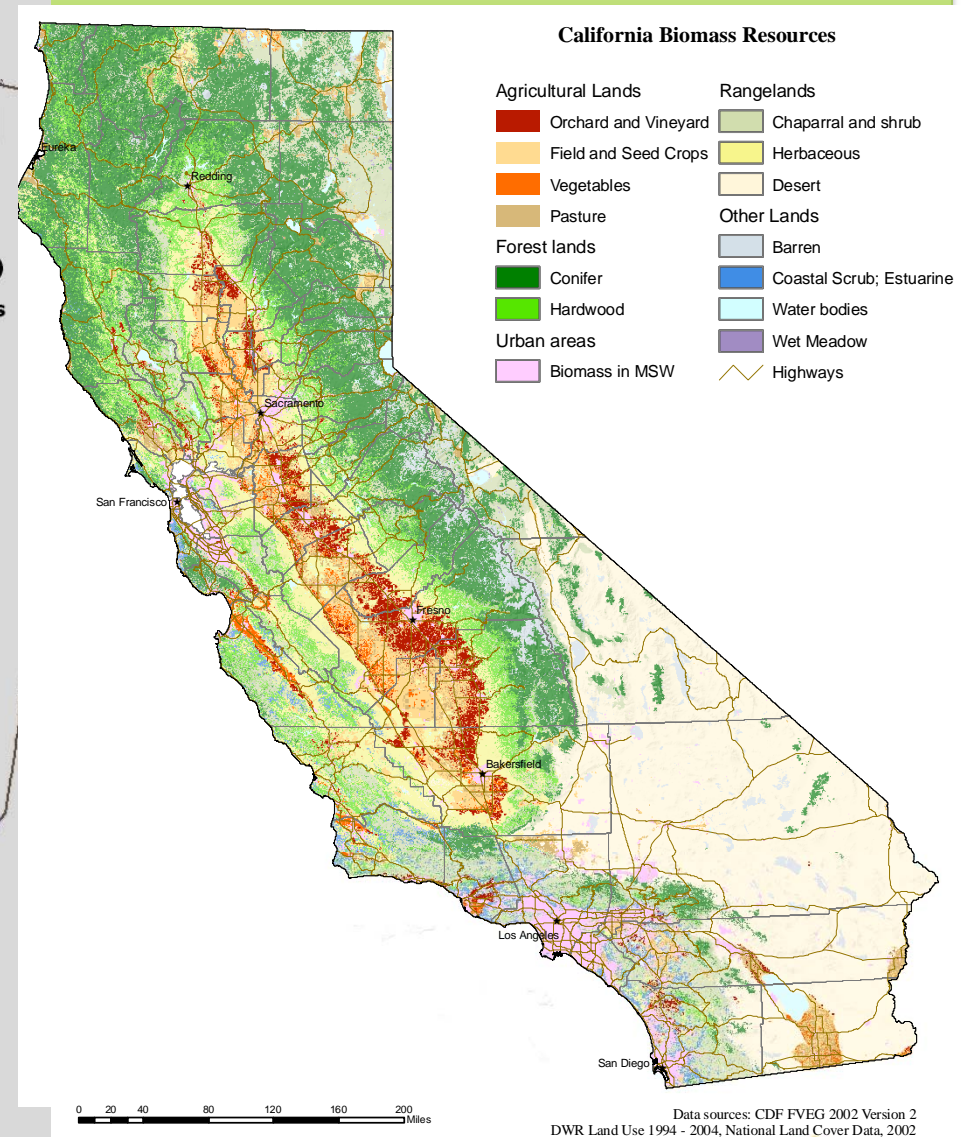 California Biomass Resources
Agricultural Lands
Orchard and Vineyard
Field and Seed Crops
Vegetables
Pasture
Forest lands
Conifer
Hardwood
Urban areas
Biomass in MSW
Rangelands
Chaparral and shrub
Herbaceous
Desert
Other Lands
Barren
Coastal Scrub; Estuarine
Water bodies
Wet Meadow
Highways
Eureka
Redding
Sacramento
San Francisco
Fresno
Bakersfield
Los Angeles
San Diego
0 20 40 80 120 160 200
Miles
Data sources: CDF FVEG 2002 Version 2
DWR Land Use 1994 - 2004, National Land Cover Data, 2002